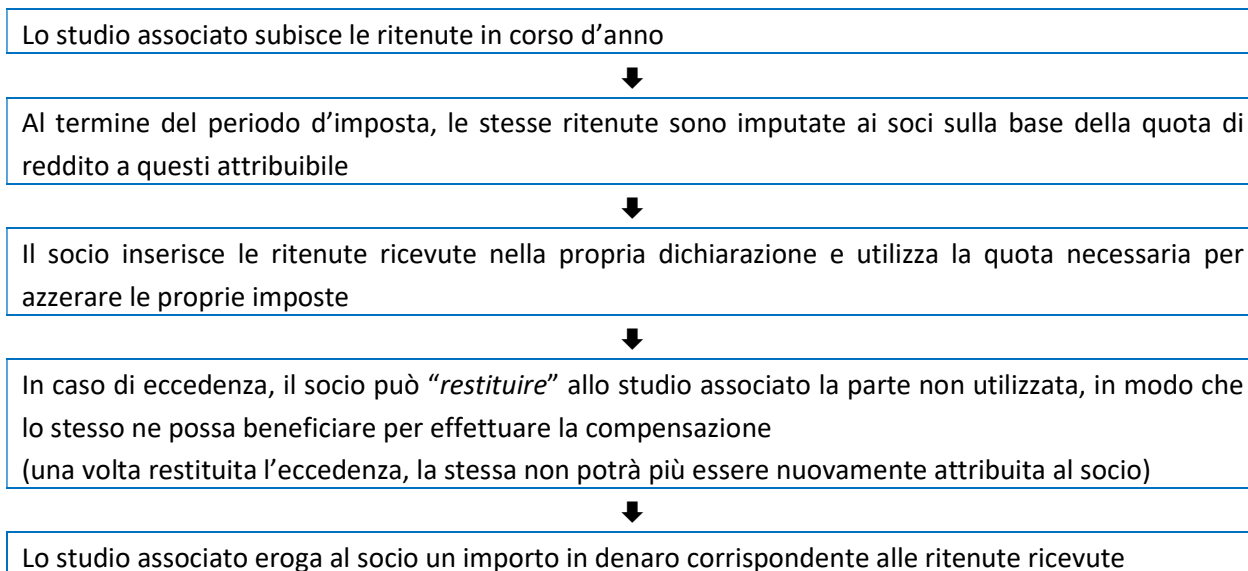 Lo studio associato subisce le ritenute in corso d’anno
Al termine del periodo d’imposta, le stesse ritenute sono imputate ai soci sulla base della quota di
reddito a questi attribuibile
Il socio inserisce le ritenute ricevute nella propria dichiarazione e utilizza la quota necessaria per
azzerare le proprie imposte
In caso di eccedenza, il socio può “restituire” allo studio associato la parte non utilizzata, in modo che
lo stesso ne possa beneficiare per effettuare la compensazione
(una volta restituita l’eccedenza, la stessa non potrà più essere nuovamente attribuita al socio)
Lo studio associato eroga al socio un importo in denaro corrispondente alle ritenute ricevute